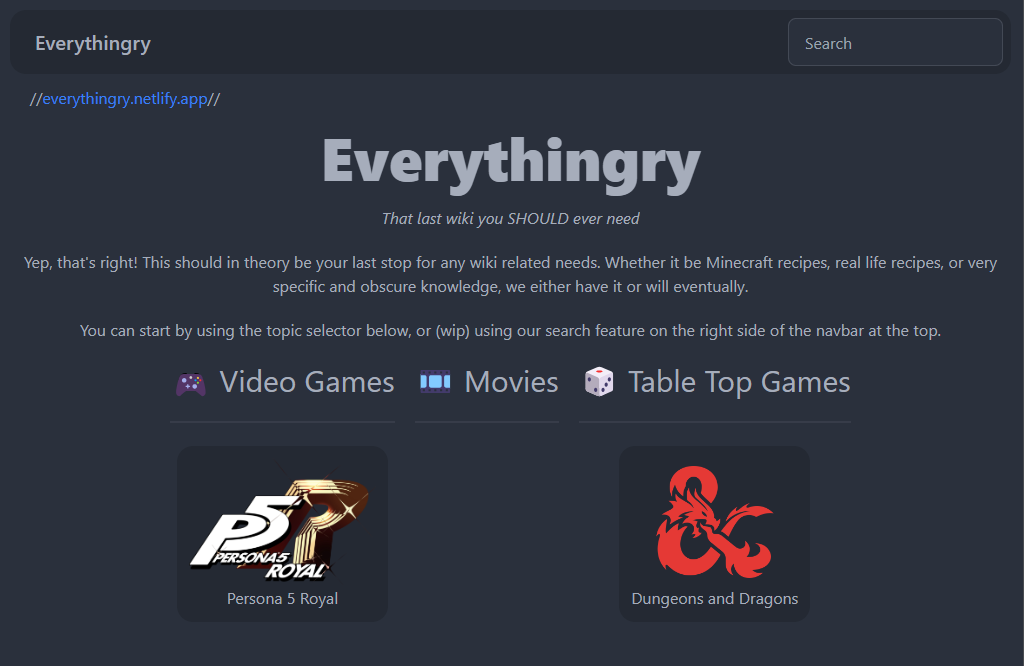 Everythingry
Search
//everythingry.netlify.app//
Everythingry
That last wiki you SHOULD ever need
Yep, that's right! This should in theory be your last stop for any wiki related needs. Whether it be Minecraft recipes, real life recipes, or very
specific and obscure knowledge, we either have it or will eventually.
You can start by using the topic selector below, or (wip) using our search feature on the right side of the navbar at the top.
Video Games
Movies
Table Top Games
P5R
PERSONA5
ROYAL
Persona 5 Royal
&
Dungeons and Dragons